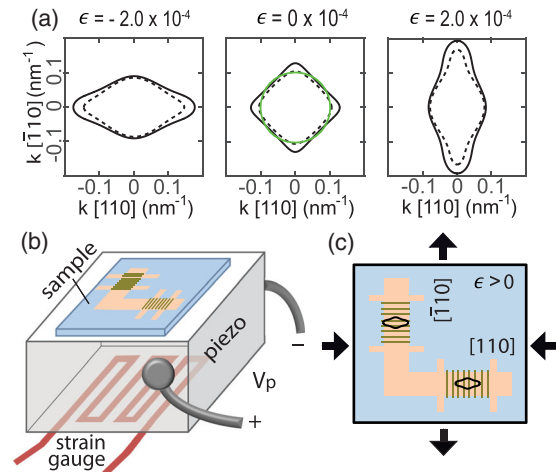 (a) ϵ = - 2.0 x 10⁻⁴ ϵ = 0 x 10⁻⁴ ϵ = 2.0 x 10⁻⁴
k [1̄10] (nm⁻¹)
0.1
0
-0.1
-0.1 0 0.1 -0.1 0 0.1 -0.1 0 0.1
k [110] (nm⁻¹) k [110] (nm⁻¹) k [110] (nm⁻¹)
(b)
sample
piezo
−
Vp
+
strain
gauge
(c)
ϵ > 0
[1̄10]
[110]